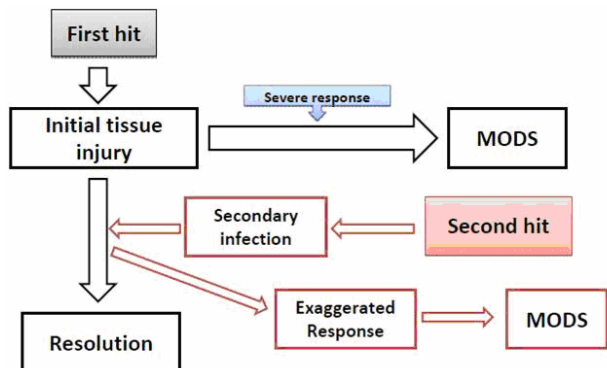 First hit
Severe response
Initial tissue
injury
MODS
Secondary
infection
Second hit
Exaggerated
Response
MODS
Resolution